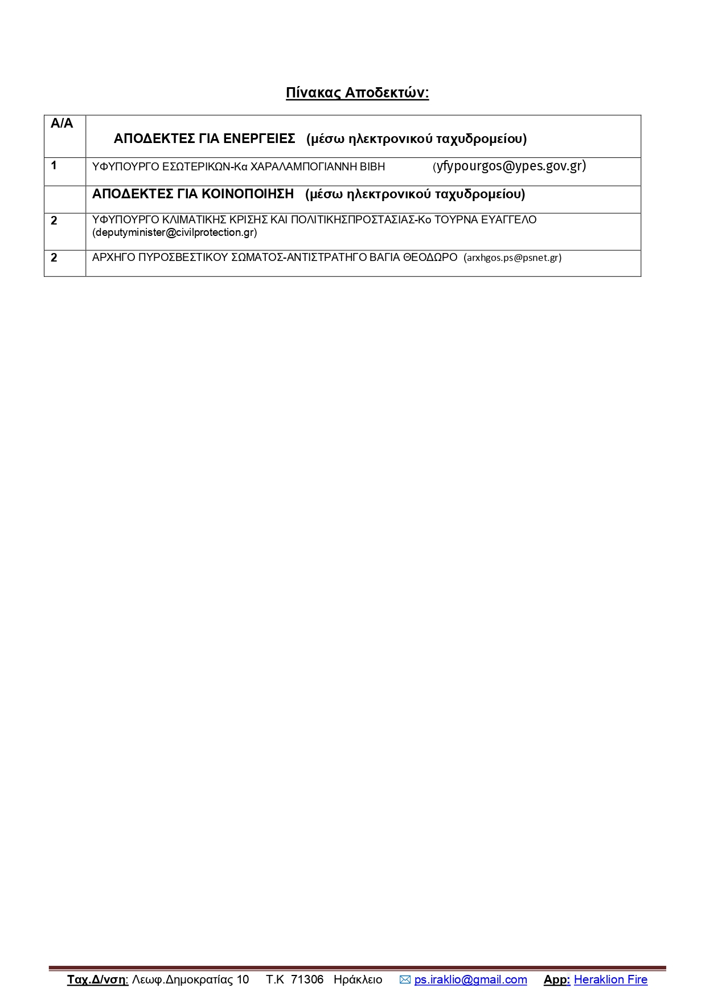 Πίνακας Αποδεκτών:
Α/Α
ΑΠΟΔΕΚΤΕΣ ΓΙΑ ΕΝΕΡΓΕΙΕΣ (μέσω ηλεκτρονικού ταχυδρομείου)
1 ΥΦΥΠΟΥΡΓΟ ΕΣΩΤΕΡΙΚΩΝ-Κα ΧΑΡΑΛΑΜΠΟΓΙΑΝΝΗ ΒΙΒΗ (yfypourgos@ypes.gov.gr)
ΑΠΟΔΕΚΤΕΣ ΓΙΑ ΚΟΙΝΟΠΟΙΗΣΗ (μέσω ηλεκτρονικού ταχυδρομείου)
2 ΥΦΥΠΟΥΡΓΟ ΚΛΙΜΑΤΙΚΗΣ ΚΡΙΣΗΣ ΚΑΙ ΠΟΛΙΤΙΚΗΣΠΡΟΣΤΑΣΙΑΣ-Κο ΤΟΥΡΝΑ ΕΥΑΓΓΕΛΟ
(deputyminister@civilprotection.gr)
2 ΑΡΧΗΓΟ ΠΥΡΟΣΒΕΣΤΙΚΟΥ ΣΩΜΑΤΟΣ-ΑΝΤΙΣΤΡΑΤΗΓΟ ΒΑΓΙΑ ΘΕΟΔΩΡΟ (arxhgos.ps@psnet.gr)
Ταχ.Δ/νση: Λεωφ.Δημοκρατίας 10 Τ.Κ 71306 Ηράκλειο ps.iraklio@gmail.com App: Heraklion Fire